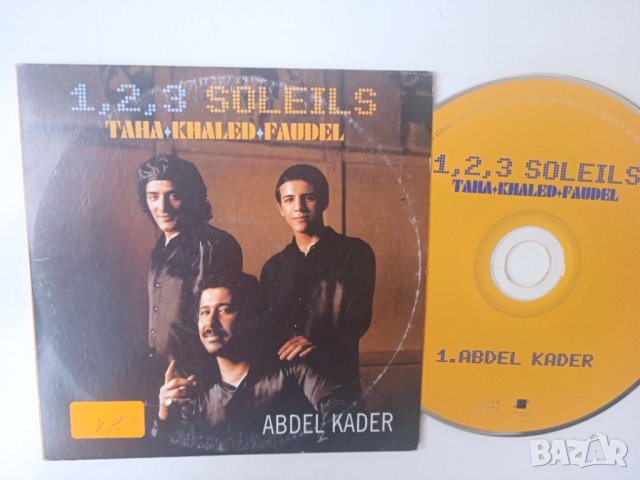 1,2,3 SOLEILS
TAHA✦KHALED✦FAUDEL
ABDEL KADER
1,2,3 SOLEILS
TAHA✦KHALED✦FAUDEL
1.ABDEL KADER
BAZAR